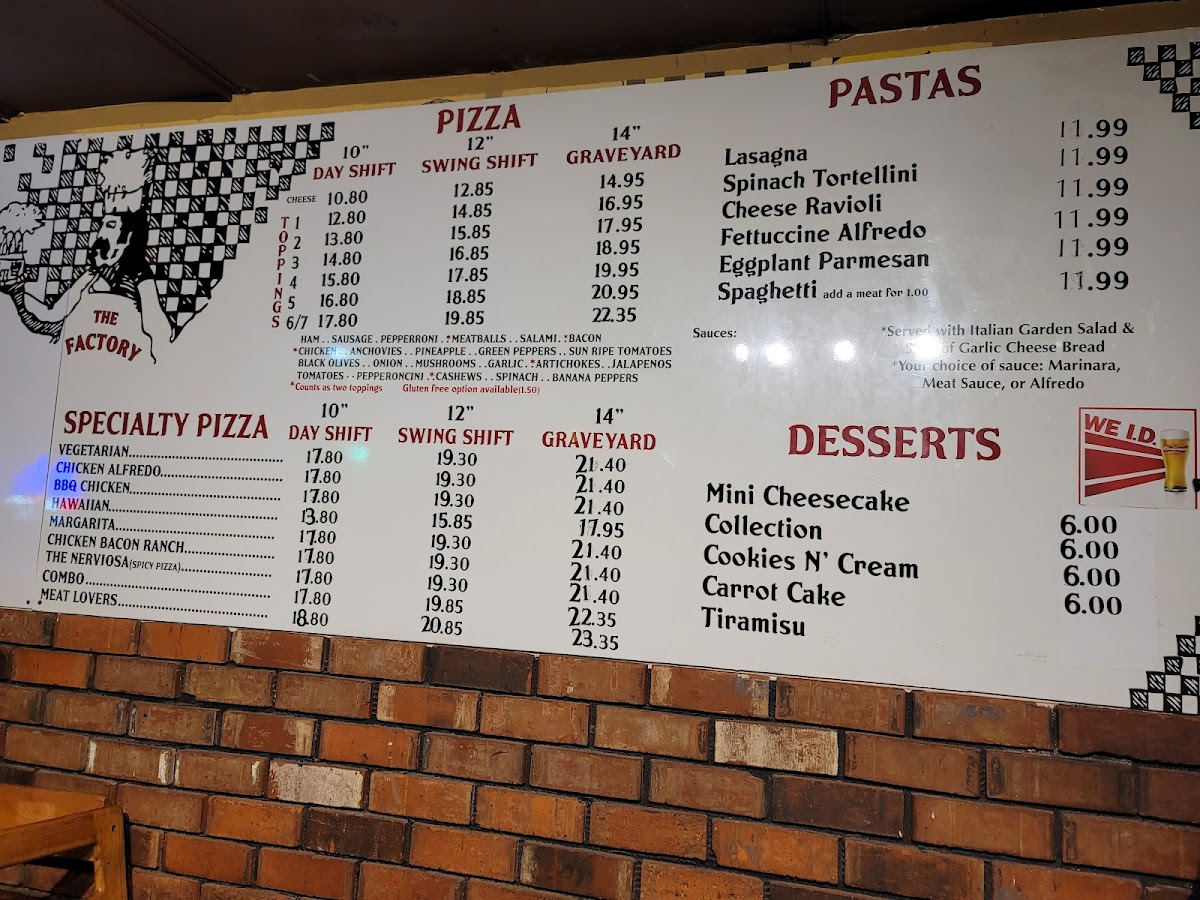 THE
FACTORY
PIZZA
10" 12" 14"
DAY SHIFT SWING SHIFT GRAVEYARD
CHEESE 10.80 12.85 14.95
TOPPINGS
1 12.80 14.85 16.95
2 13.80 15.85 17.95
3 14.80 16.85 18.95
4 15.80 17.85 19.95
5 16.80 18.85 20.95
6/7 17.80 19.85 22.35
HAM . . SAUSAGE . PEPPERONI . *MEATBALLS . . SALAMI . *BACON
*CHICKEN . . ANCHOVIES . PINEAPPLE . . GREEN PEPPERS . . SUN RIPE TOMATOES
BLACK OLIVES . . ONION . . MUSHROOMS . . GARLIC . *ARTICHOKES . . JALAPENOS
TOMATOES . . PEPPERONCINI . *CASHEWS . . SPINACH . . BANANA PEPPERS
*Counts as two toppings Gluten free option available(1.50)
SPECIALTY PIZZA
10" 12" 14"
DAY SHIFT SWING SHIFT GRAVEYARD
VEGETARIAN 17.80 19.30 21.40
CHICKEN ALFREDO 17.80 19.30 21.40
BBQ CHICKEN 17.80 19.30 21.40
HAWAIIAN 13.80 15.85 17.95
MARGARITA 17.80 19.30 21.40
CHICKEN BACON RANCH 17.80 19.30 21.40
THE NERVIOSA (SPICY PIZZA) 17.80 19.30 21.40
COMBO 17.80 19.85 22.35
MEAT LOVERS 18.80 20.85 23.35
PASTAS
Lasagna 11.99
Spinach Tortellini 11.99
Cheese Ravioli 11.99
Fettuccine Alfredo 11.99
Eggplant Parmesan 11.99
Spaghetti add a meat for 1.00 11.99
Sauces:
*Served with Italian Garden Salad &
of Garlic Cheese Bread
*Your choice of sauce: Marinara,
Meat Sauce, or Alfredo
WE I.D.
DESSERTS
Mini Cheesecake
Collection 6.00
Cookies N' Cream 6.00
Carrot Cake 6.00
Tiramisu 6.00